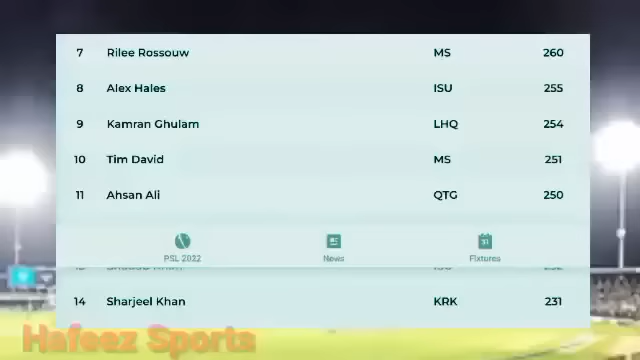 7 Rilee Rossouw MS 260
8 Alex Hales ISU 255
9 Kamran Ghulam LHQ 254
10 Tim David MS 251
11 Ahsan Ali QTG 250
PSL 2022 News Fixtures
14 Sharjeel Khan KRK 231
Hafeez Sports